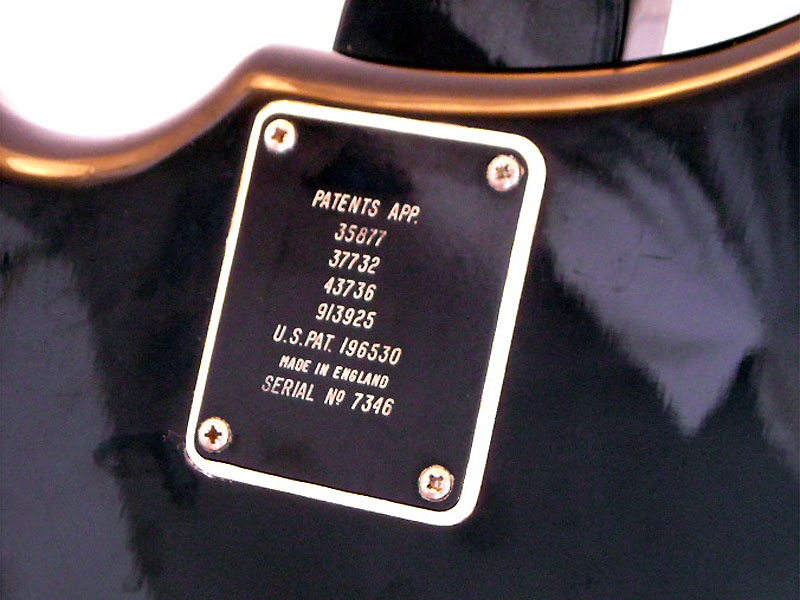 PATENTS APP.
35877
37732
43736
913925
U.S.PAT. 196530
MADE IN ENGLAND
SERIAL Nº 7346